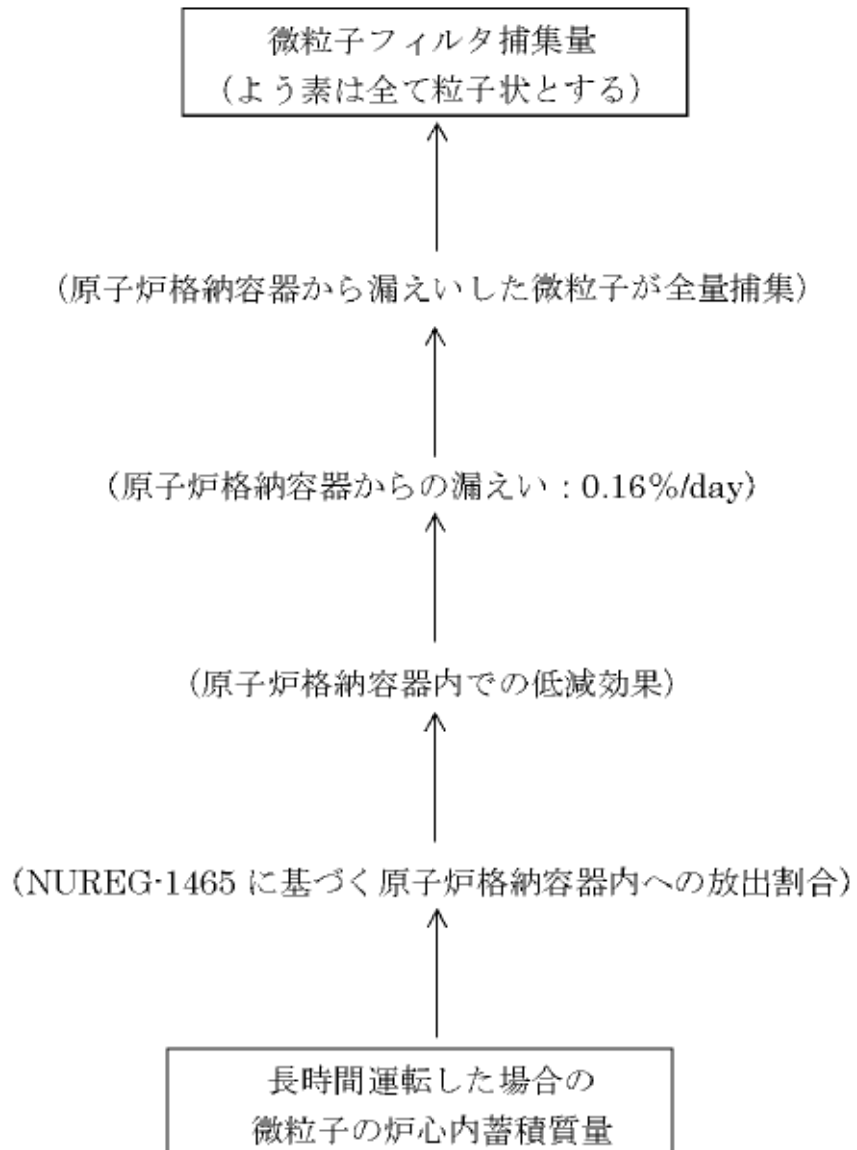 微粒子フィルタ捕集量
(よう素は全て粒子状とする)
(原子炉格納容器から漏えいした微粒子が全量捕集)
(原子炉格納容器からの漏えい：0.16%/day)
(原子炉格納容器内での低減効果)
(NUREG-1465 に基づく原子炉格納容器内への放出割合)
長時間運転した場合の
微粒子の炉心内蓄積質量